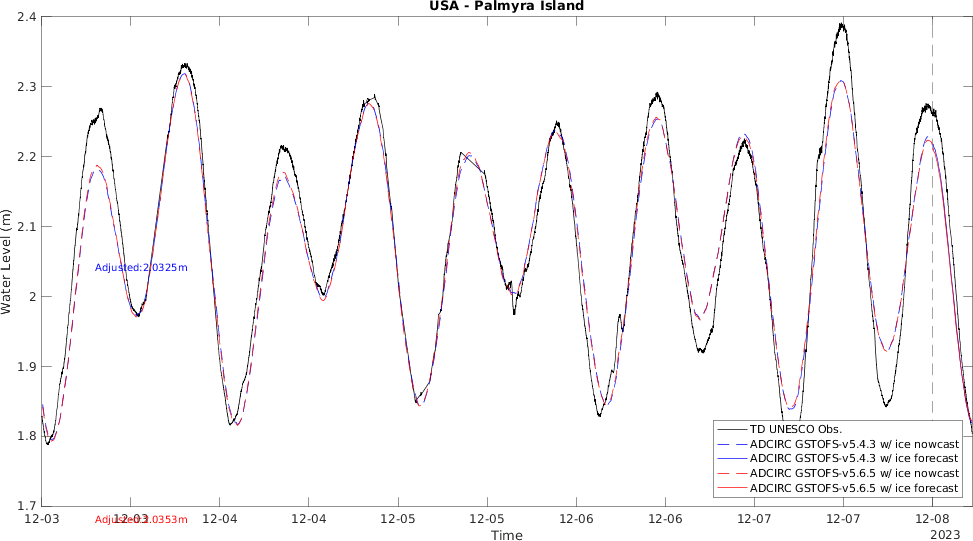 USA - Palmyra Island
2.4
2.3
2.2
2.1
2
1.9
1.8
1.7
Water Level (m)
Adjusted:2.0325m
TD UNESCO Obs.
ADCIRC GSTOFS-v5.4.3 w/ ice nowcast
ADCIRC GSTOFS-v5.4.3 w/ ice forecast
ADCIRC GSTOFS-v5.6.5 w/ ice nowcast
ADCIRC GSTOFS-v5.6.5 w/ ice forecast
12-03 12-03 12-04 12-04 12-05 12-05 12-06 12-06 12-07 12-07 12-08
Adjusted:2.0353m
2023
Time